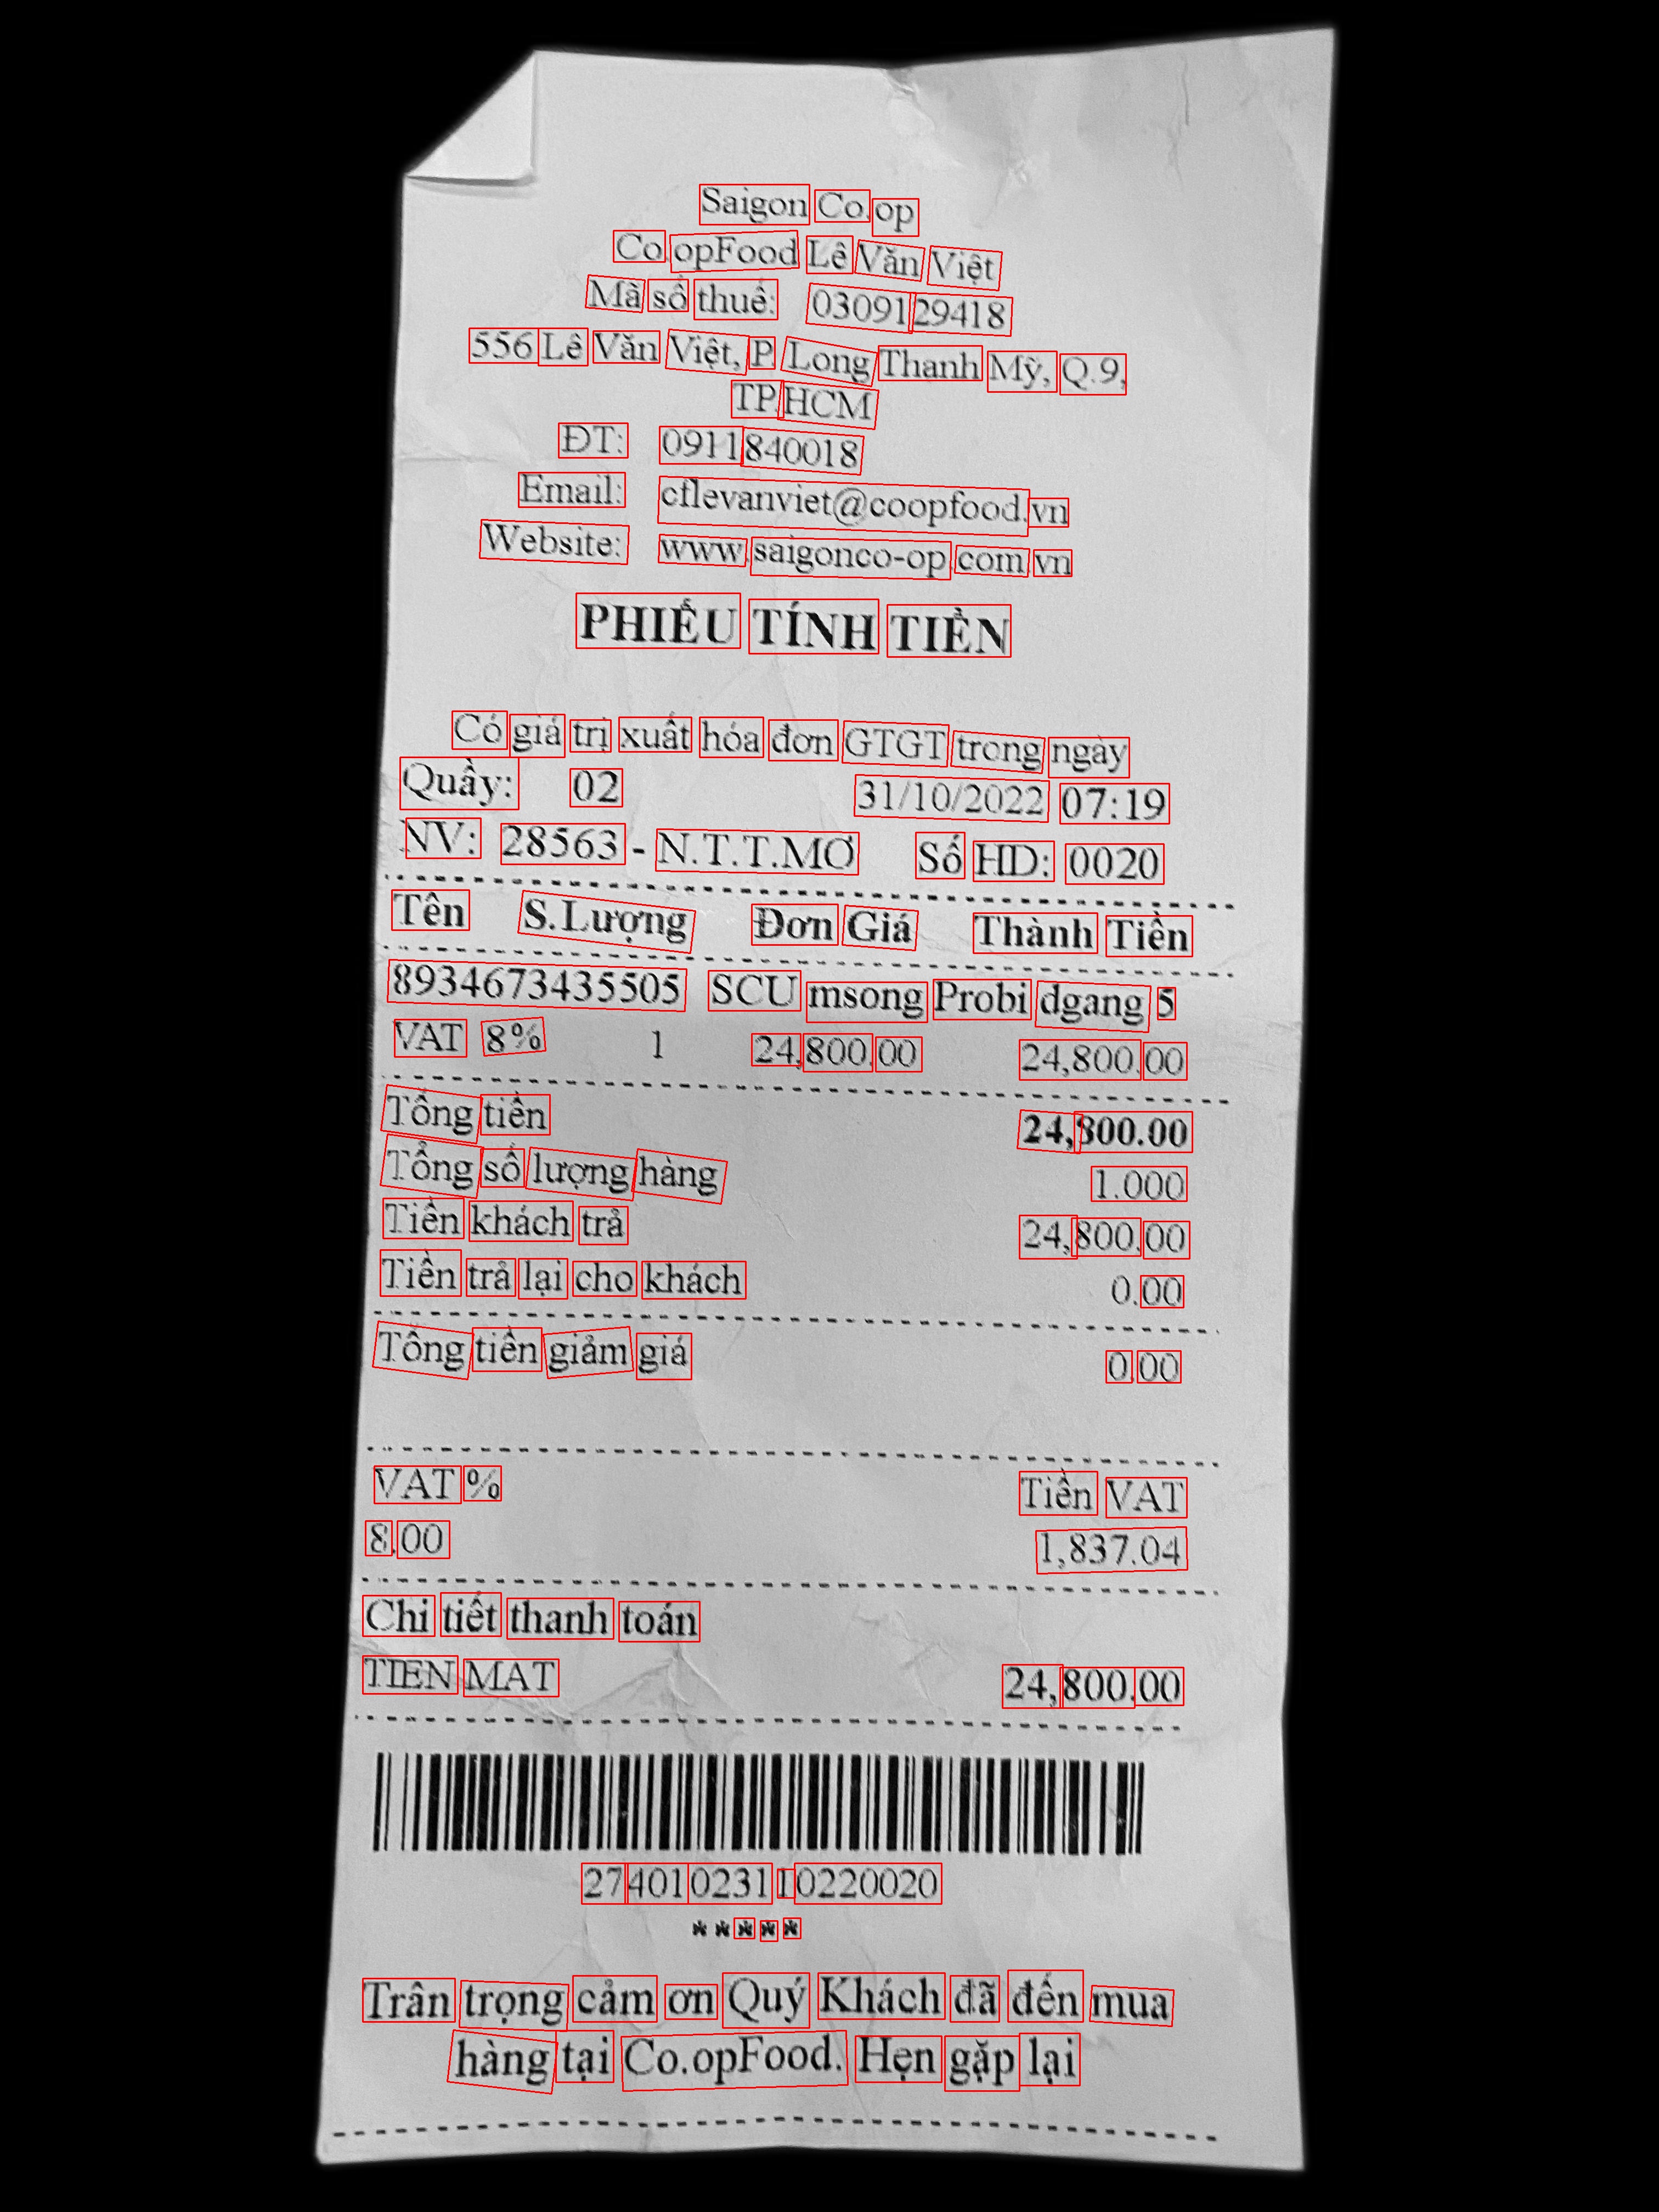 Saigon Co.op
Co.opFood Lê Văn Việt
Mã số thuế: 0309129418
556 Lê Văn Việt, P. Long Thanh Mỹ, Q.9,
TP.HCM
ĐT: 0911840018
Email: cflevanviet@coopfood.vn
Website: www.saigonco-op.com.vn
PHIẾU TÍNH TIỀN
Có giá trị xuất hóa đơn GTGT trong ngày
Quầy: 02 31/10/2022 07:19
NV: 28563 - N.T.T.MƠ Số HD: 0020
Tên S.Lượng Đơn Giá Thành Tiền
8934673435505 SCU msong Probi dgang 5
VAT 8% 1 24,800.00 24,800.00
Tổng tiền 24,800.00
Tổng số lượng hàng 1.000
Tiền khách trả 24,800.00
Tiền trả lại cho khách 0.00
Tổng tiền giảm giá 0.00
VAT % Tiền VAT
8.00 1,837.04
Chi tiết thanh toán
TIEN MAT 24,800.00
27401023110220020
*****
Trân trọng cảm ơn Quý Khách đã đến mua
hàng tại Co.opFood. Hẹn gặp lại